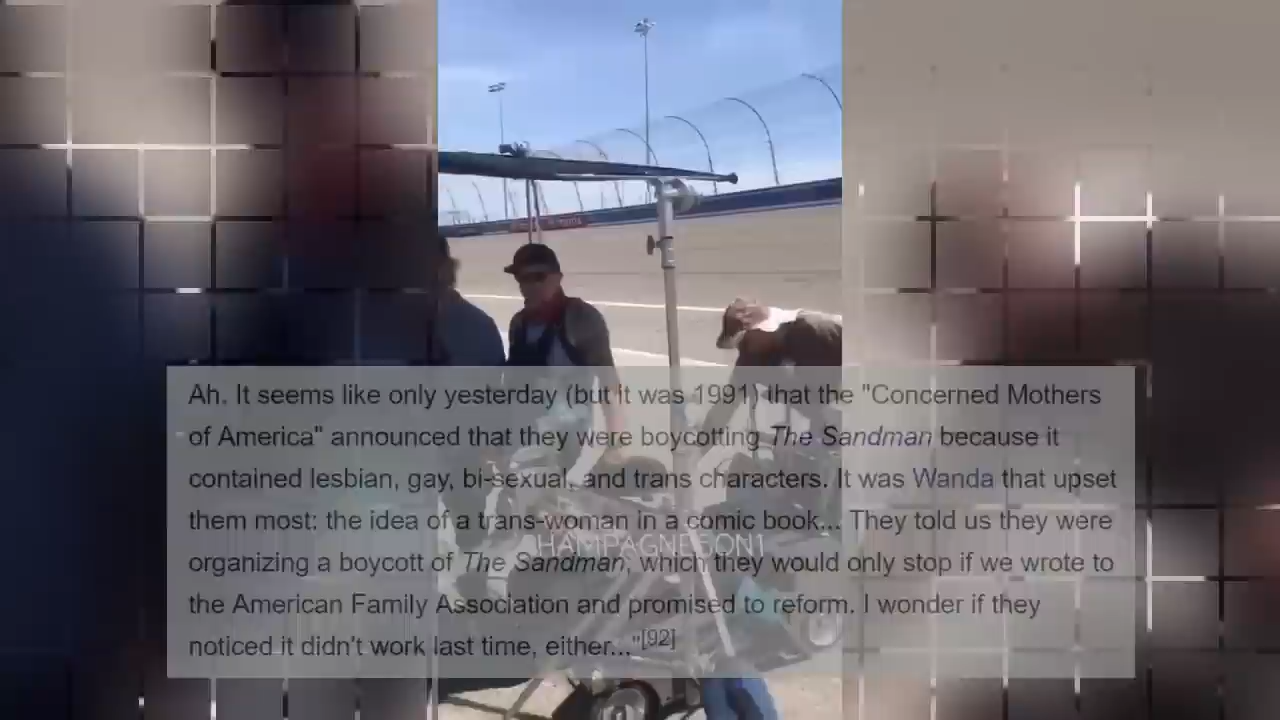 Ah. It seems like only yesterday (but it was 1991) that the "Concerned Mothers
of America" announced that they were boycotting The Sandman because it
contained lesbian, gay, bi-sexual, and trans characters. It was Wanda that upset
them most: the idea of a trans-woman in a comic book... They told us they were
organizing a boycott of The Sandman, which they would only stop if we wrote to
the American Family Association and promised to reform. I wonder if they
noticed it didn't work last time, either..."[92]